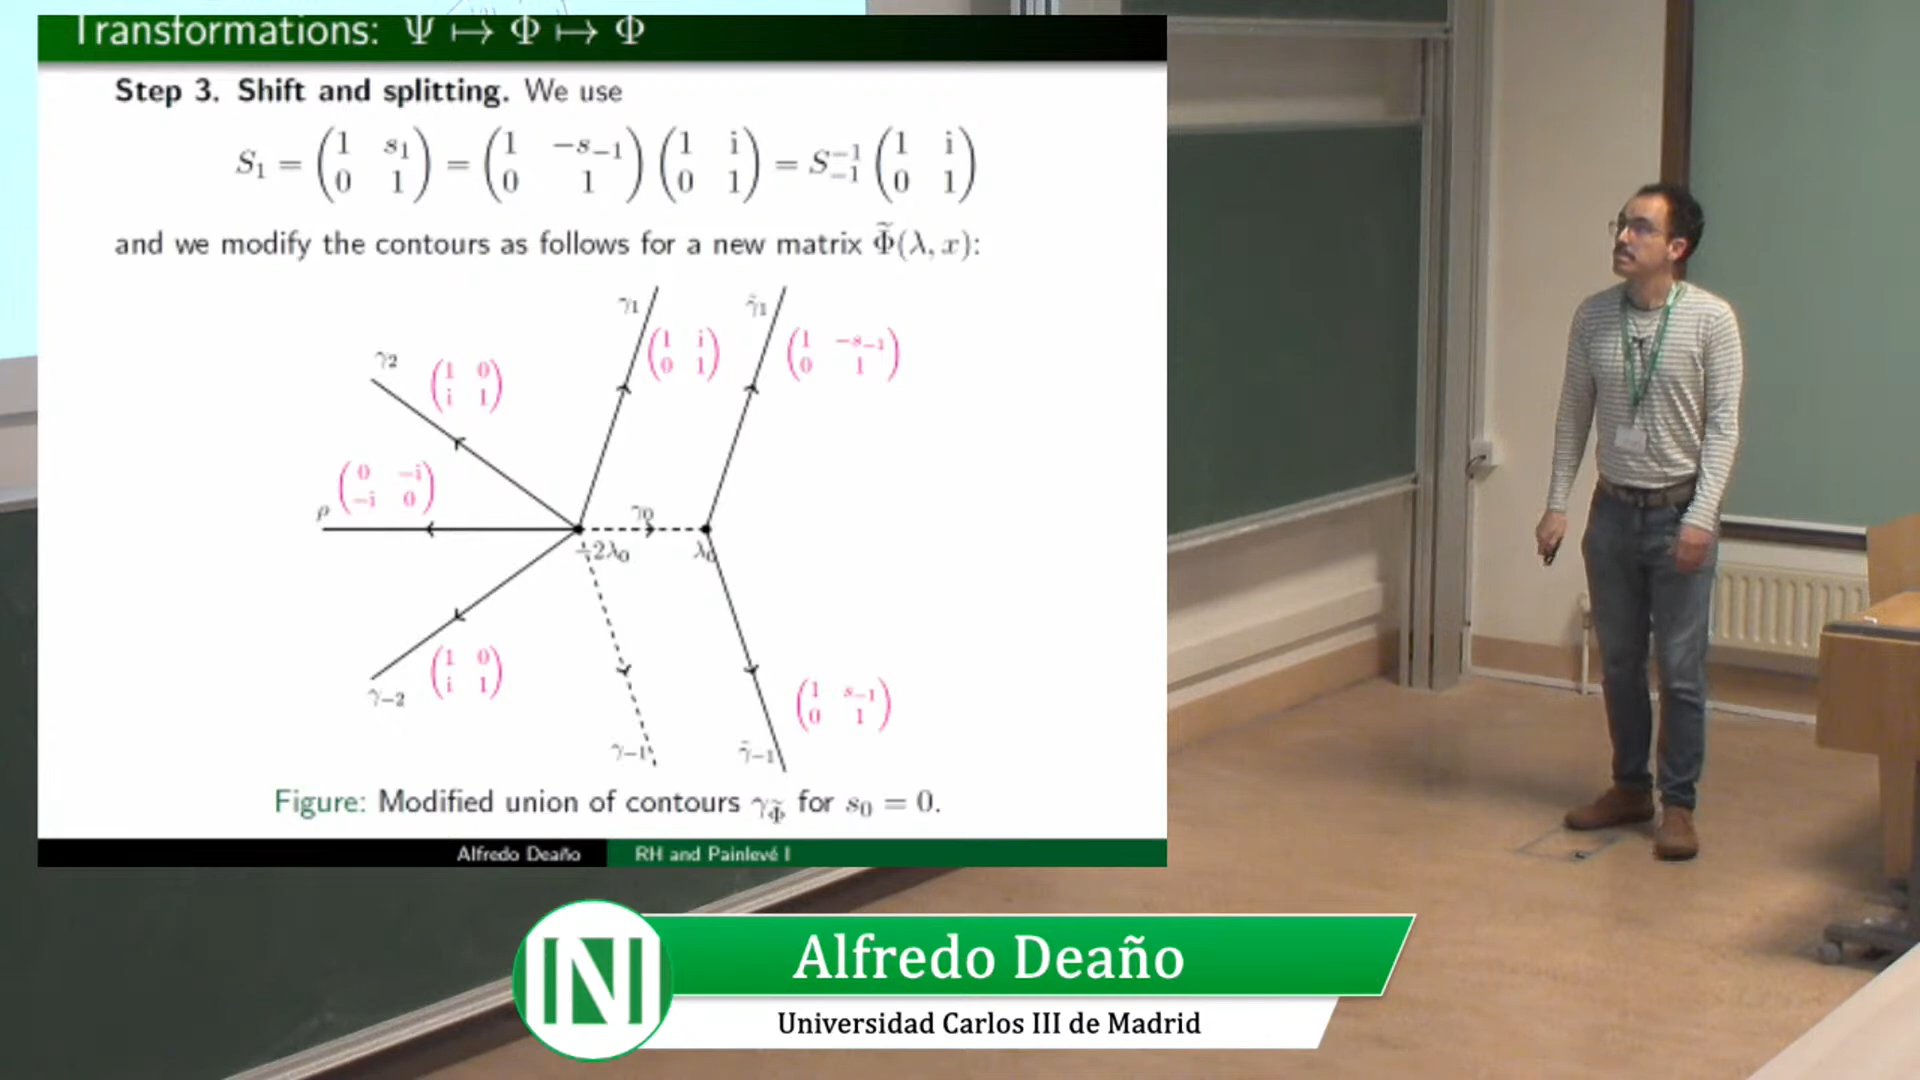 Transformations: Ψ ↦ Φ ↦ Φ
Step 3. Shift and splitting. We use
S₁ = (1 s₁; 0 1) = (1 −s₋₁; 0 1) (1 i; 0 1) = S₋₁⁻¹ (1 i; 0 1)
and we modify the contours as follows for a new matrix Φ̃(λ, x):
γ₁ (1 i; 0 1)
γ̃₁ (1 −s₋₁; 0 1)
γ₂ (1 0; i 1)
ρ (0 −i; −i 0)
γ₀
−2λ₀
λ₀
γ₋₂ (1 0; i 1)
γ₋₁
γ̃₋₁ (1 s₋₁; 0 1)
Figure: Modified union of contours γ_Φ̃ for s₀ = 0.
Alfredo Deaño RH and Painlevé I
N
Alfredo Deaño
Universidad Carlos III de Madrid